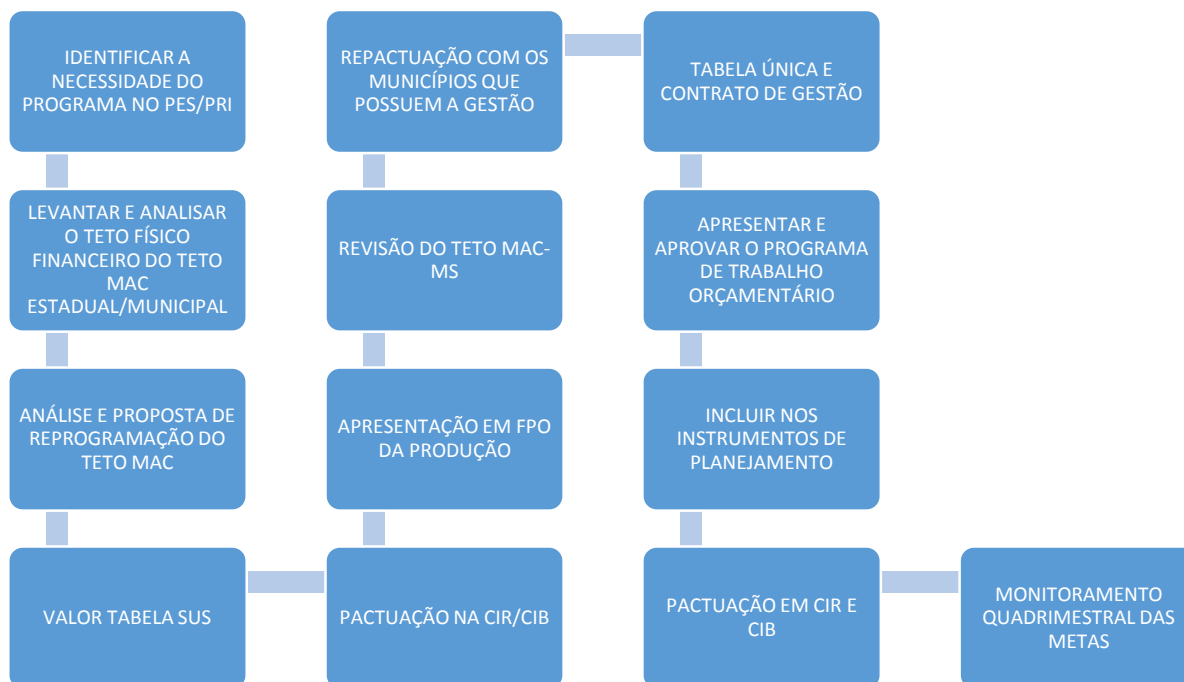 IDENTIFICAR A
NECESSIDADE DO
PROGRAMA NO PES/PRI
LEVANTAR E ANALISAR
O TETO FÍSICO
FINANCEIRO DO TETO
MAC
ESTADUAL/MUNICIPAL
ANÁLISE E PROPOSTA DE
REPROGRAMAÇÃO DO
TETO MAC
VALOR TABELA SUS
PACTUAÇÃO NA CIR/CIB
APRESENTAÇÃO EM FPO
DA PRODUÇÃO
REVISÃO DO TETO MAC-
MS
REPACTUAÇÃO COM OS
MUNICÍPIOS QUE
POSSUEM A GESTÃO
TABELA ÚNICA E
CONTRATO DE GESTÃO
APRESENTAR E
APROVAR O PROGRAMA
DE TRABALHO
ORÇAMENTÁRIO
INCLUIR NOS
INSTRUMENTOS DE
PLANEJAMENTO
PACTUAÇÃO EM CIR E
CIB
MONITORAMENTO
QUADRIMESTRAL DAS
METAS